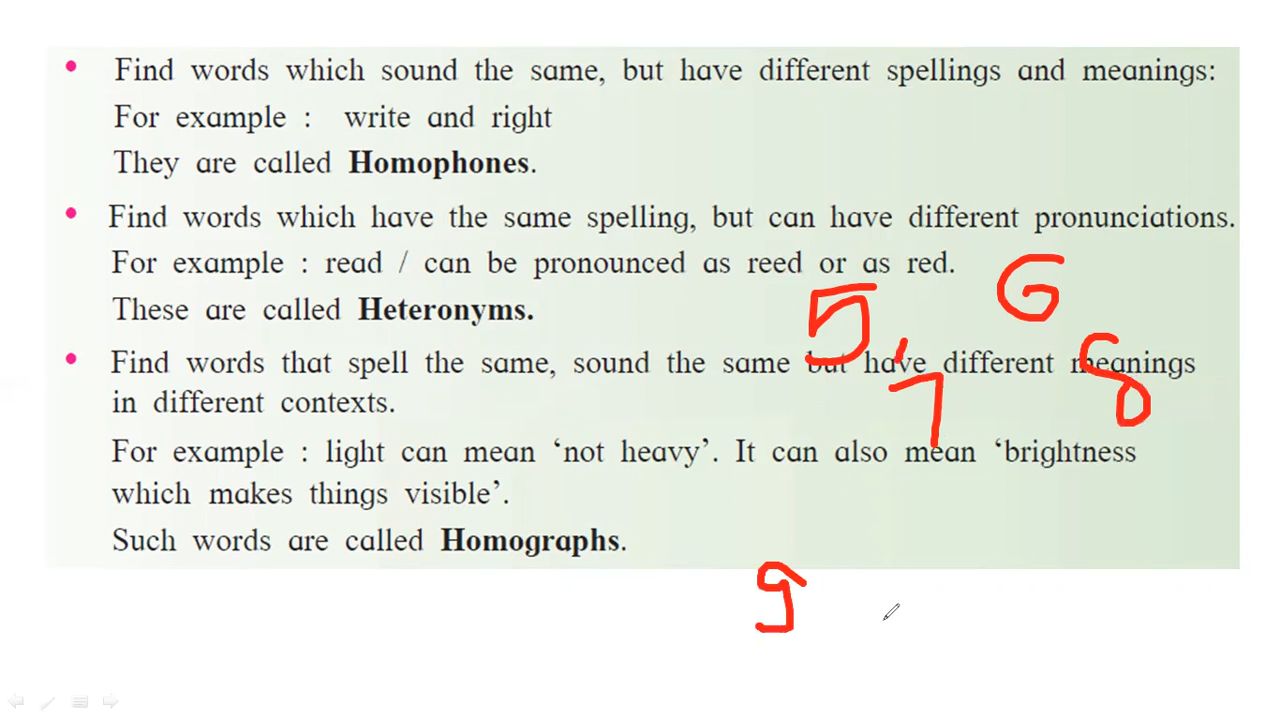 • Find words which sound the same, but have different spellings and meanings:
For example : write and right
They are called Homophones.
• Find words which have the same spelling, but can have different pronunciations.
For example : read / can be pronounced as reed or as red.
These are called Heteronyms.
5, 6
• Find words that spell the same, sound the same but have different meanings
7 8
in different contexts.
For example : light can mean ‘not heavy’. It can also mean ‘brightness
which makes things visible’.
Such words are called Homographs.
9